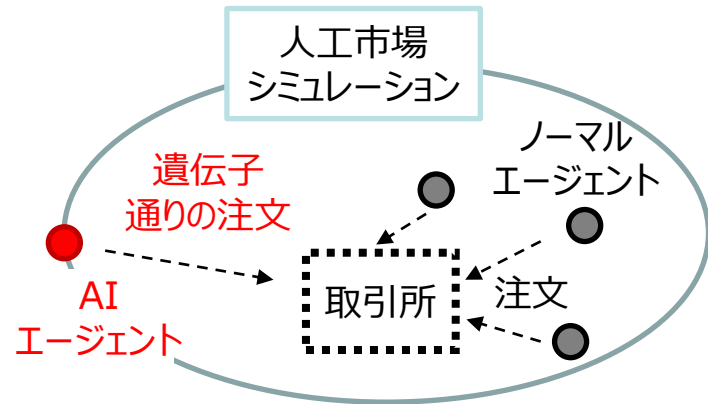 人工市場
シミュレーション
ノーマル
エージェント
遺伝子
通りの注文
取引所
注文
AI
エージェント